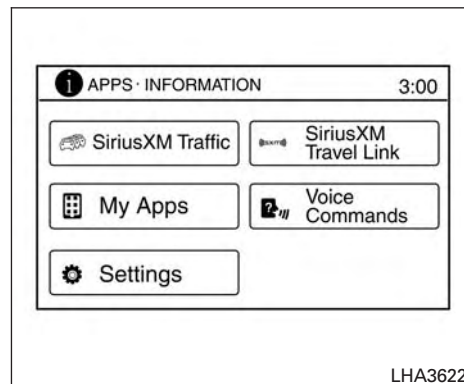 i APPS · INFORMATION 3:00
SiriusXM Traffic
SiriusXM
Travel Link
My Apps
Voice
Commands
Settings
LHA3622